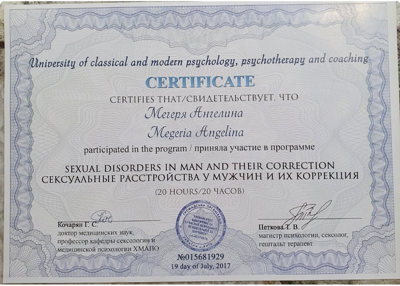 University of classical and modern psychology, psychotherapy and coaching
CERTIFICATE
CERTIFIES THAT/СВИДЕТЕЛЬСТВУЕТ, ЧТО
Мегеря Ангелина
Megeria Angelina
participated in the program / приняла участие в программе
SEXUAL DISORDERS IN MAN AND THEIR CORRECTION
СЕКСУАЛЬНЫЕ РАССТРОЙСТВА У МУЖЧИН И ИХ КОРРЕКЦИЯ
(20 HOURS/20 ЧАСОВ)
Кочарян Г. С.
доктор медицинских наук,
профессор кафедры сексологии и
медицинской психологии ХМАПО
Петкова Т. В.
магистр психологии, сексолог,
гештальт терапевт
№015681929
19 day of July, 2017